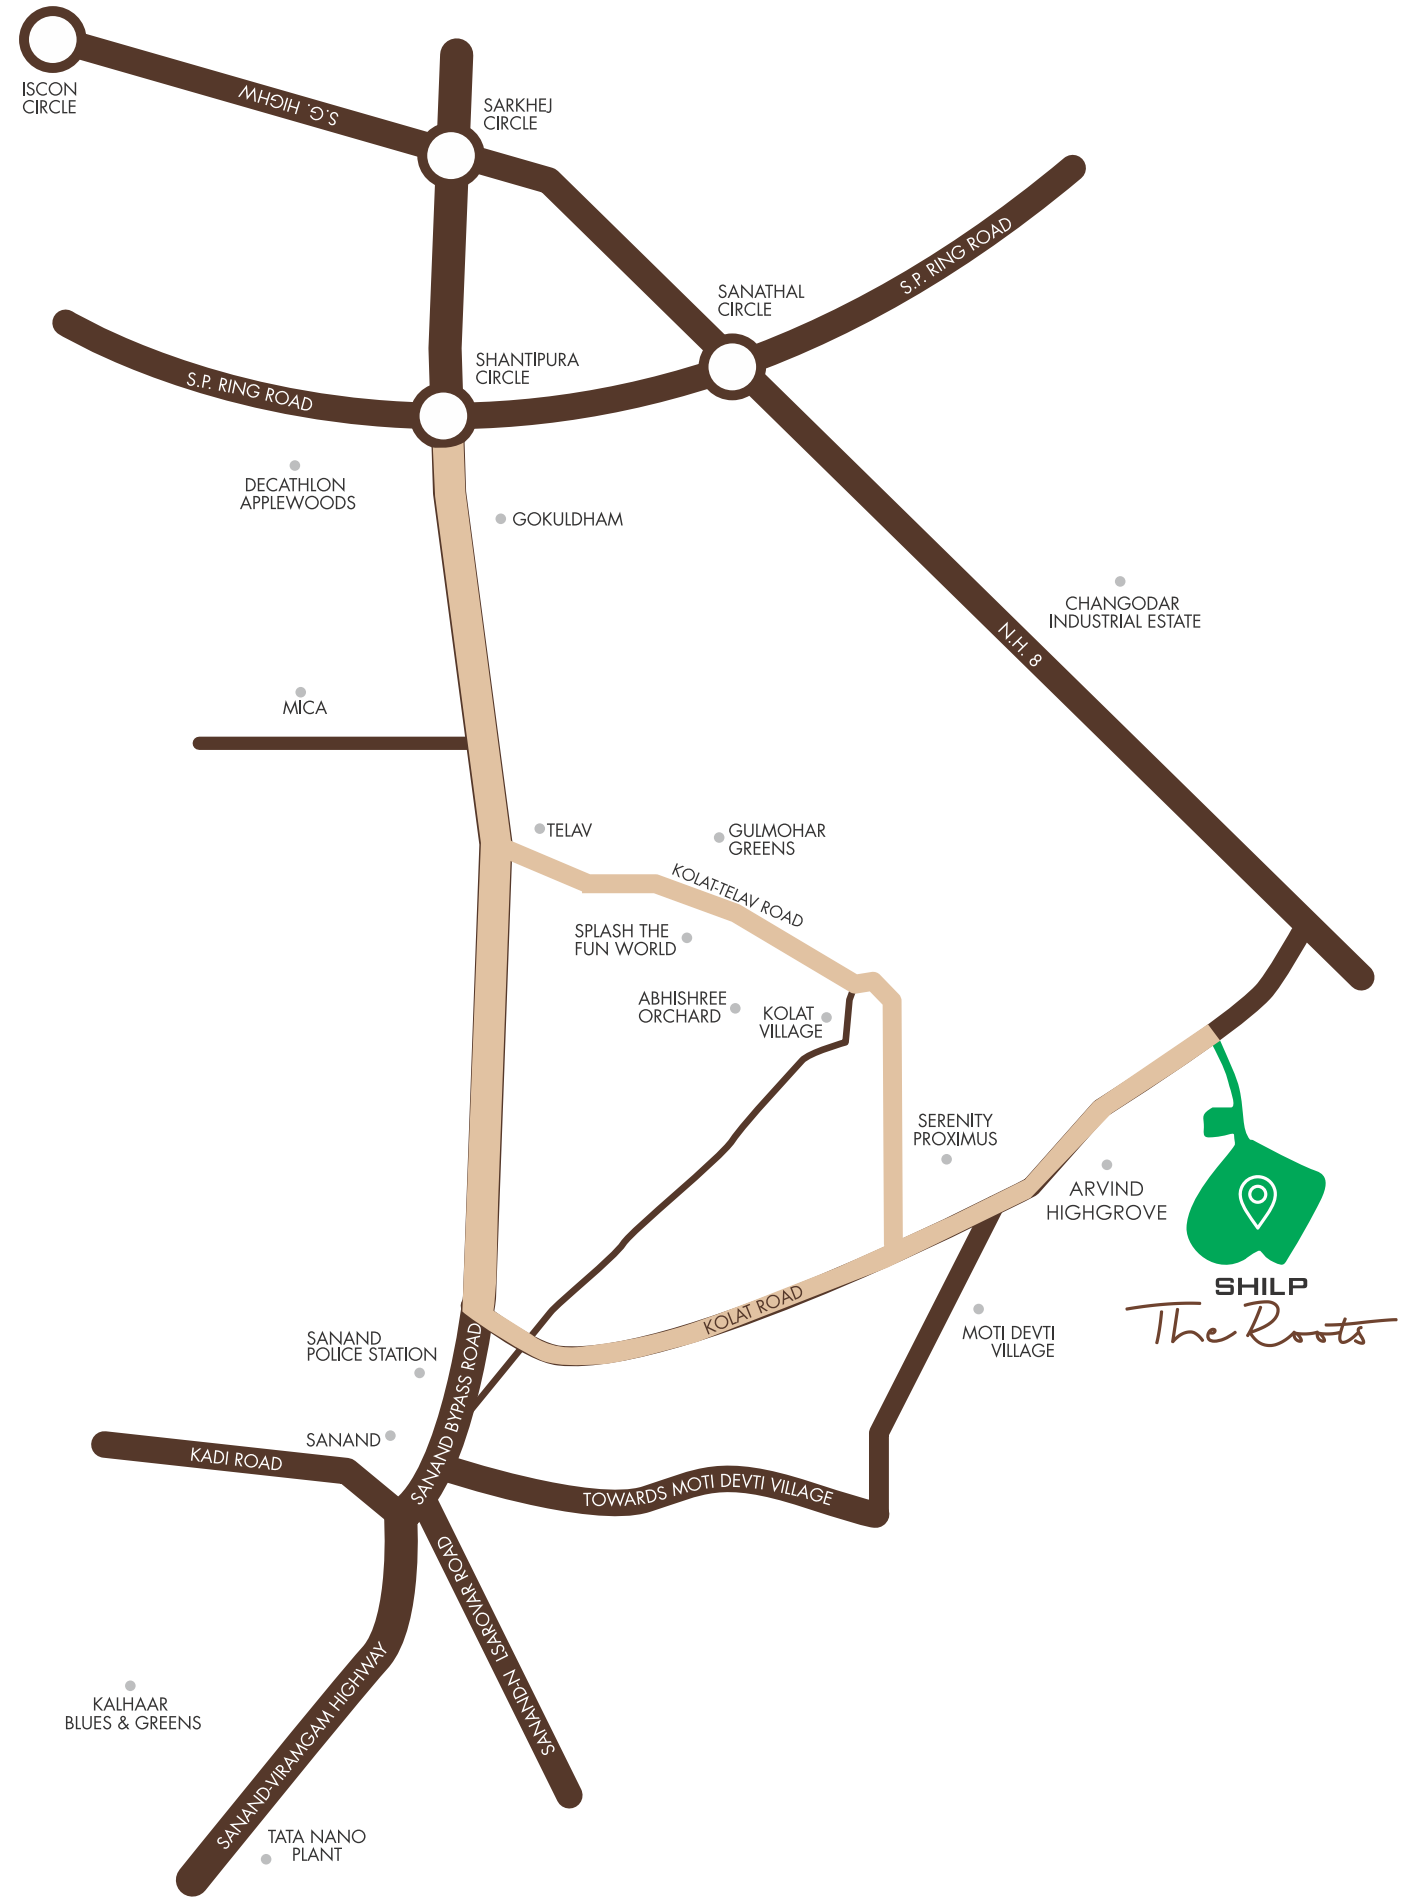 ISCON
CIRCLE
S.G. HIGHW
SARKHEJ
CIRCLE
S.P. RING ROAD
SANATHAL
CIRCLE
SHANTIPURA
CIRCLE
S.P. RING ROAD
DECATHLON
APPLEWOODS
GOKULDHAM
CHANGODAR
INDUSTRIAL ESTATE
N.H. 8
MICA
TELAV
GULMOHAR
GREENS
KOLAT-TELAV ROAD
SPLASH THE
FUN WORLD
ABHISHREE
ORCHARD
KOLAT
VILLAGE
SERENITY
PROXIMUS
ARVIND
HIGHGROVE
SHILP
The Roots
KOLAT ROAD
MOTI DEVTI
VILLAGE
SANAND
POLICE STATION
SANAND BYPASS ROAD
SANAND
KADI ROAD
TOWARDS MOTI DEVTI VILLAGE
SANAND-N LSAROVAR ROAD
SANAND-VIRAMGAM HIGHWAY
KALHAAR
BLUES & GREENS
TATA NANO
PLANT